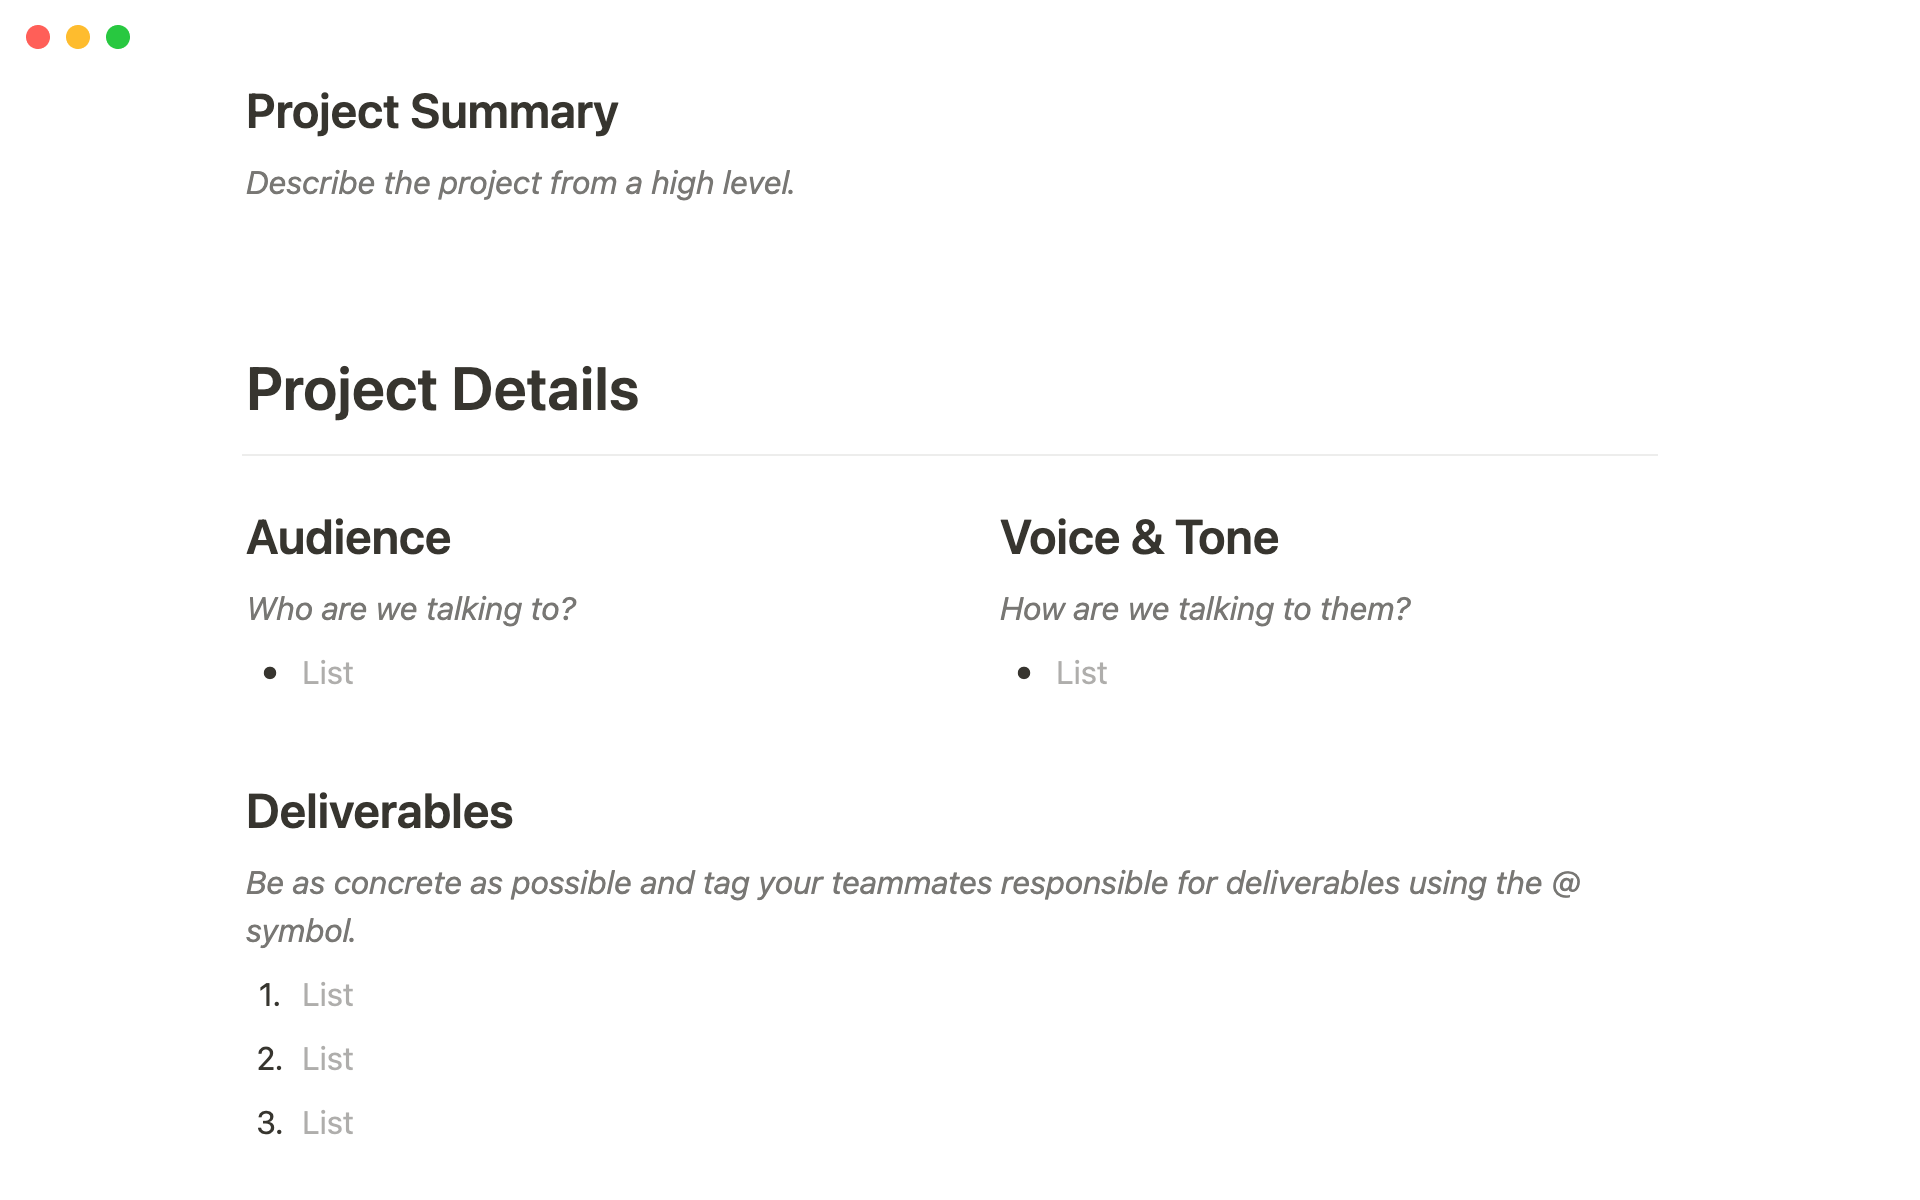 Project Summary
Describe the project from a high level.
Project Details
Audience
Who are we talking to?
• List
Voice & Tone
How are we talking to them?
• List
Deliverables
Be as concrete as possible and tag your teammates responsible for deliverables using the @
symbol.
1. List
2. List
3. List